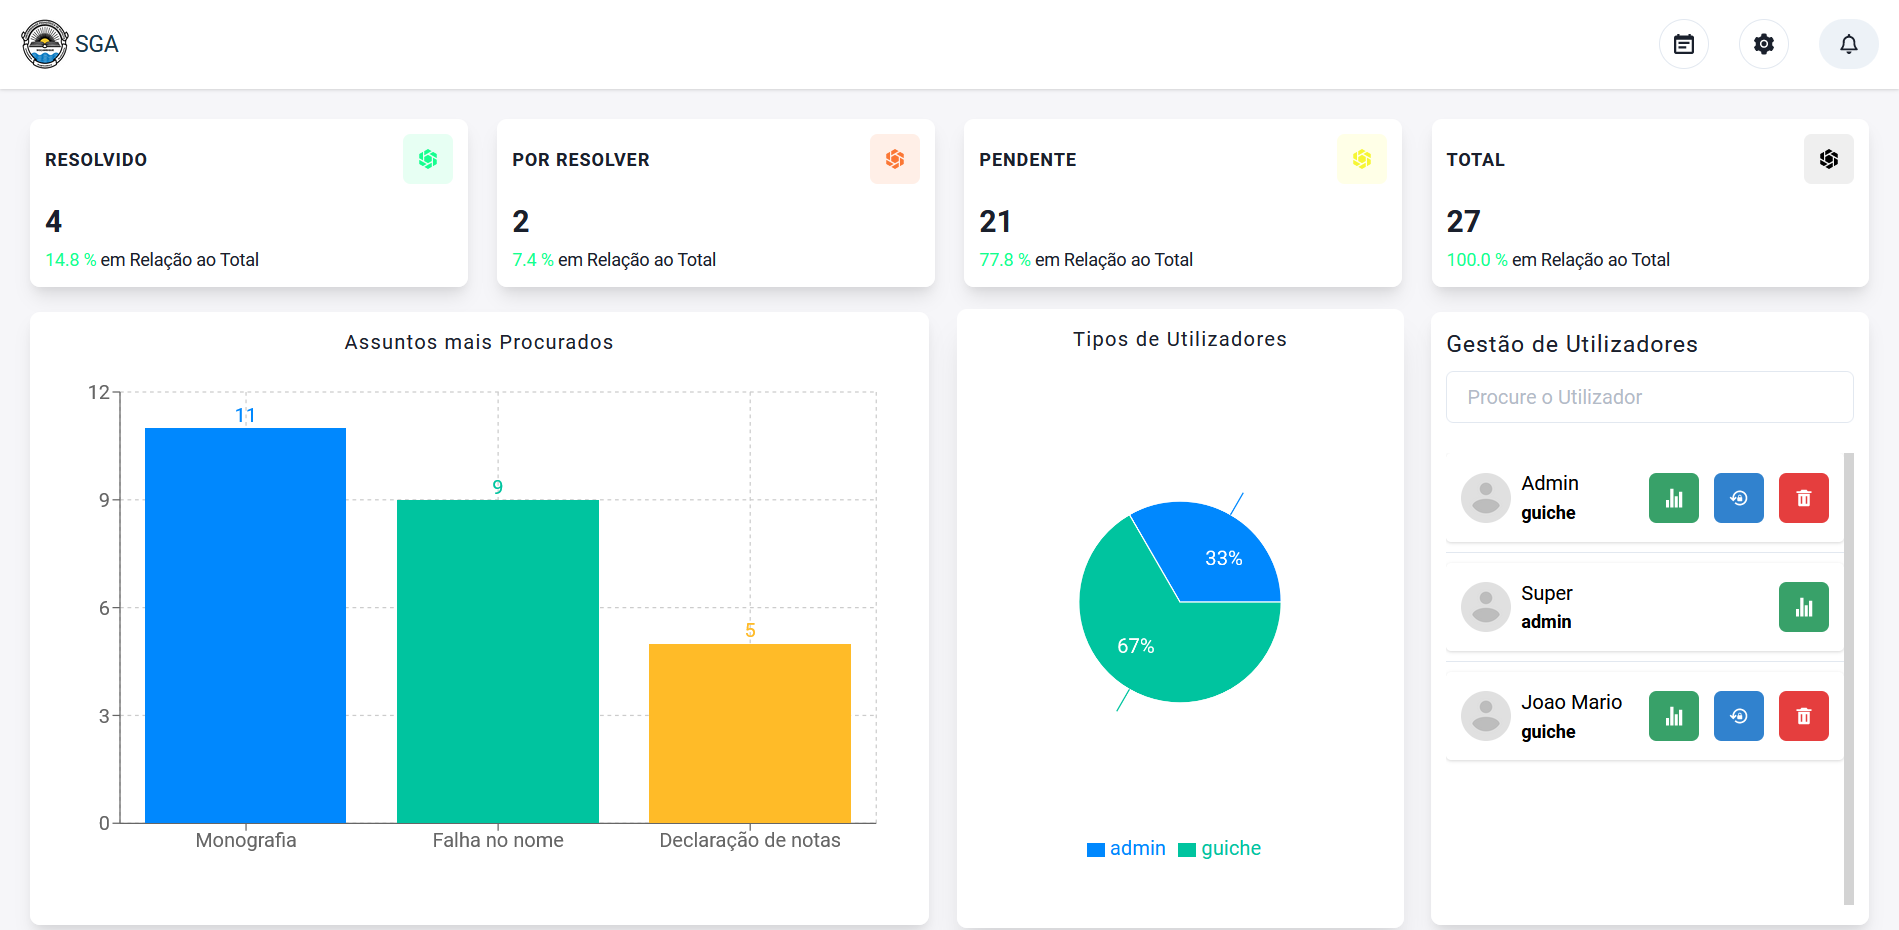 SGA
RESOLVIDO
4
14.8 % em Relação ao Total
POR RESOLVER
2
7.4 % em Relação ao Total
PENDENTE
21
77.8 % em Relação ao Total
TOTAL
27
100.0 % em Relação ao Total
Assuntos mais Procurados
12
9
6
3
0
11
9
5
Monografia
Falha no nome
Declaração de notas
Tipos de Utilizadores
33%
67%
admin
guiche
Gestão de Utilizadores
Procure o Utilizador
Admin
guiche
Super
admin
Joao Mario
guiche